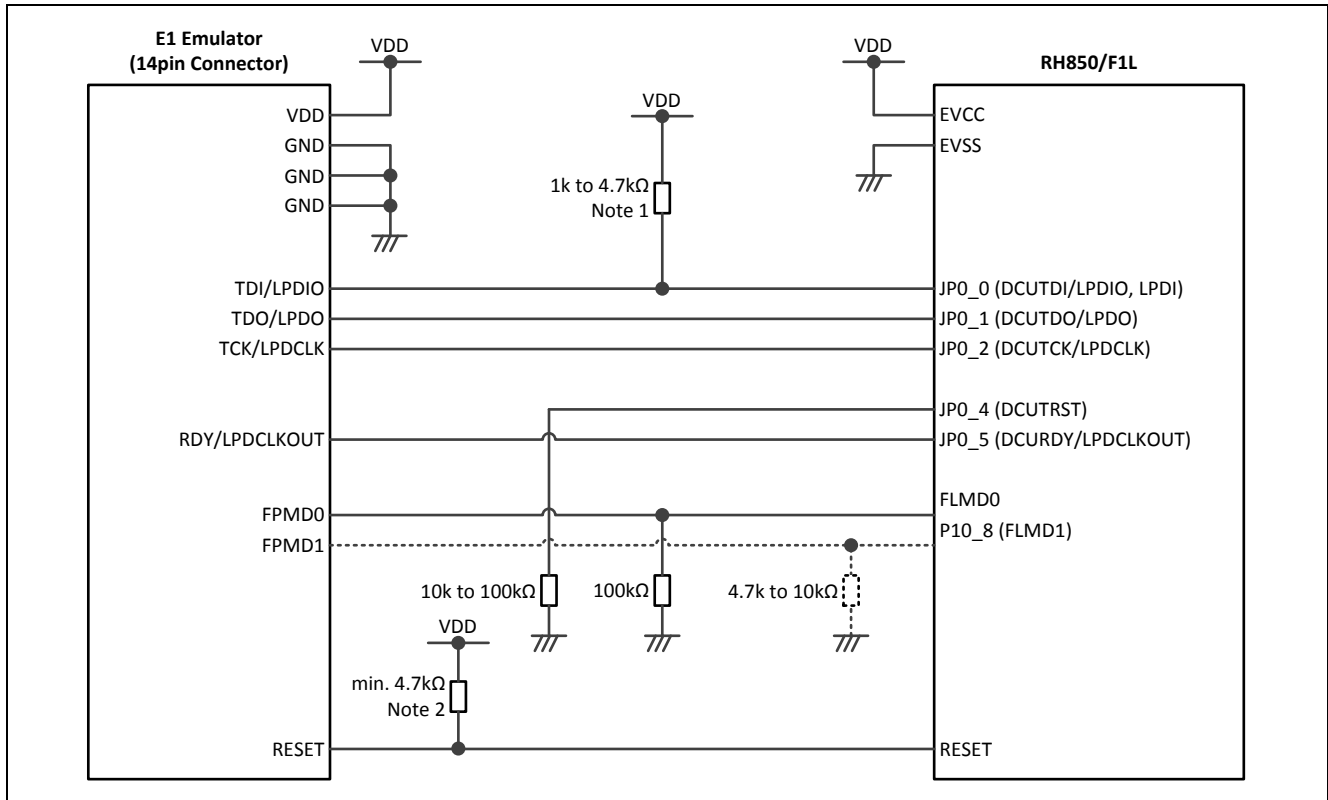 E1 Emulator
(14pin Connector)
VDD
VDD
RH850/F1L
VDD
GND
GND
GND
VDD
1k to 4.7kΩ
Note 1
EVCC
EVSS
TDI/LPDIO
TDO/LPDO
TCK/LPDCLK
JP0_0 (DCUTDI/LPDIO, LPDI)
JP0_1 (DCUTDO/LPDO)
JP0_2 (DCUTCK/LPDCLK)
JP0_4 (DCUTRST)
RDY/LPDCLKOUT
JP0_5 (DCURDY/LPDCLKOUT)
FPMD0
FPMD1
FLMD0
P10_8 (FLMD1)
10k to 100kΩ
100kΩ
4.7k to 10kΩ
VDD
min. 4.7kΩ
Note 2
RESET
RESET